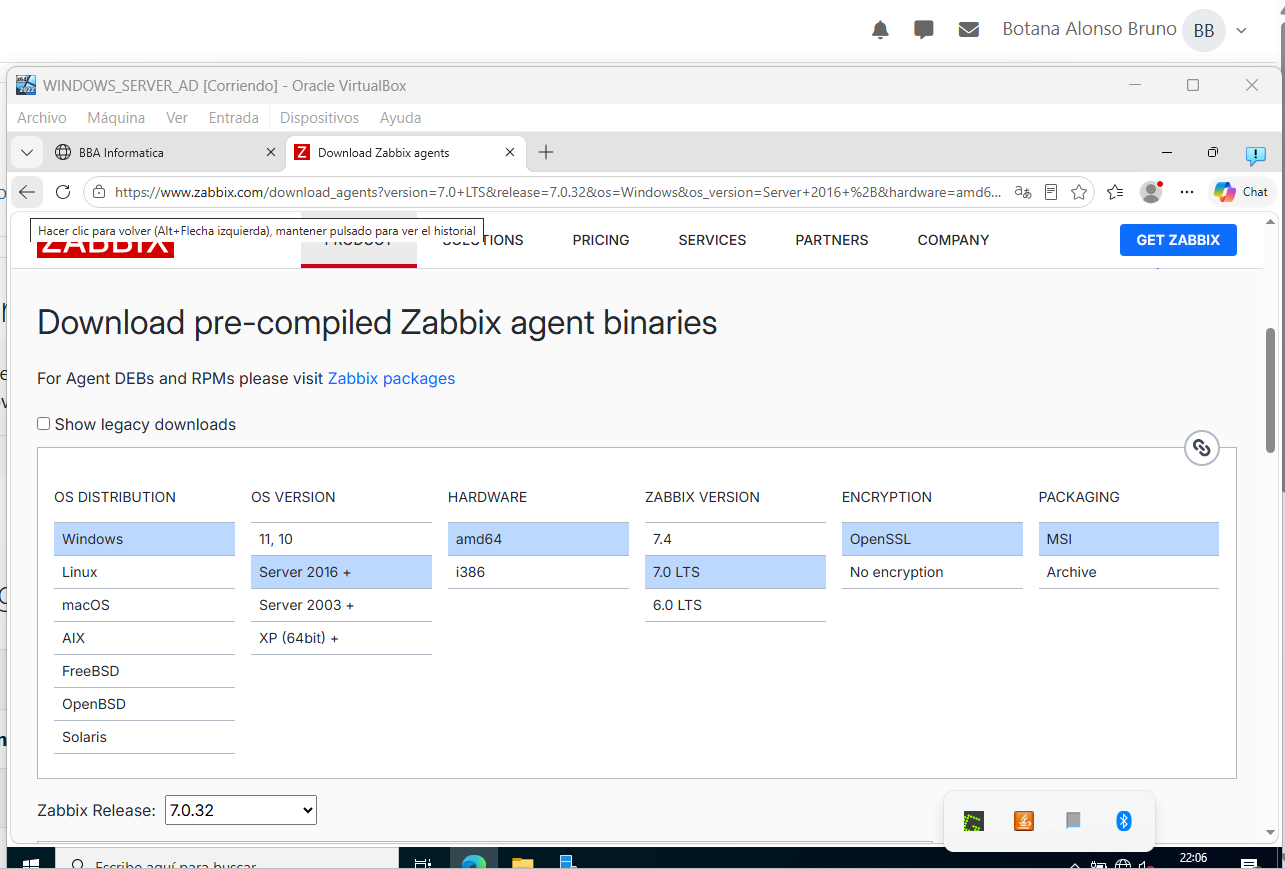 Botana Alonso Bruno BB
WINDOWS_SERVER_AD [Corriendo] - Oracle VirtualBox
Archivo Máquina Ver Entrada Dispositivos Ayuda
BBA Informatica Download Zabbix agents
https://www.zabbix.com/download_agents?version=7.0+LTS&release=7.0.32&os=Windows&os_version=Server+2016+%2B&hardware=amd6... Chat
Hacer clic para volver (Alt+Flecha izquierda), mantener pulsado para ver el historial
ZABBIX PRODUCT SOLUTIONS PRICING SERVICES PARTNERS COMPANY GET ZABBIX
Download pre-compiled Zabbix agent binaries
For Agent DEBs and RPMs please visit Zabbix packages
Show legacy downloads
OS DISTRIBUTION OS VERSION HARDWARE ZABBIX VERSION ENCRYPTION PACKAGING
Windows 11, 10 amd64 7.4 OpenSSL MSI
Linux Server 2016 + i386 7.0 LTS No encryption Archive
macOS Server 2003 + 6.0 LTS
AIX XP (64bit) +
FreeBSD
OpenBSD
Solaris
Zabbix Release: 7.0.32
Escribe aquí para buscar
22:06